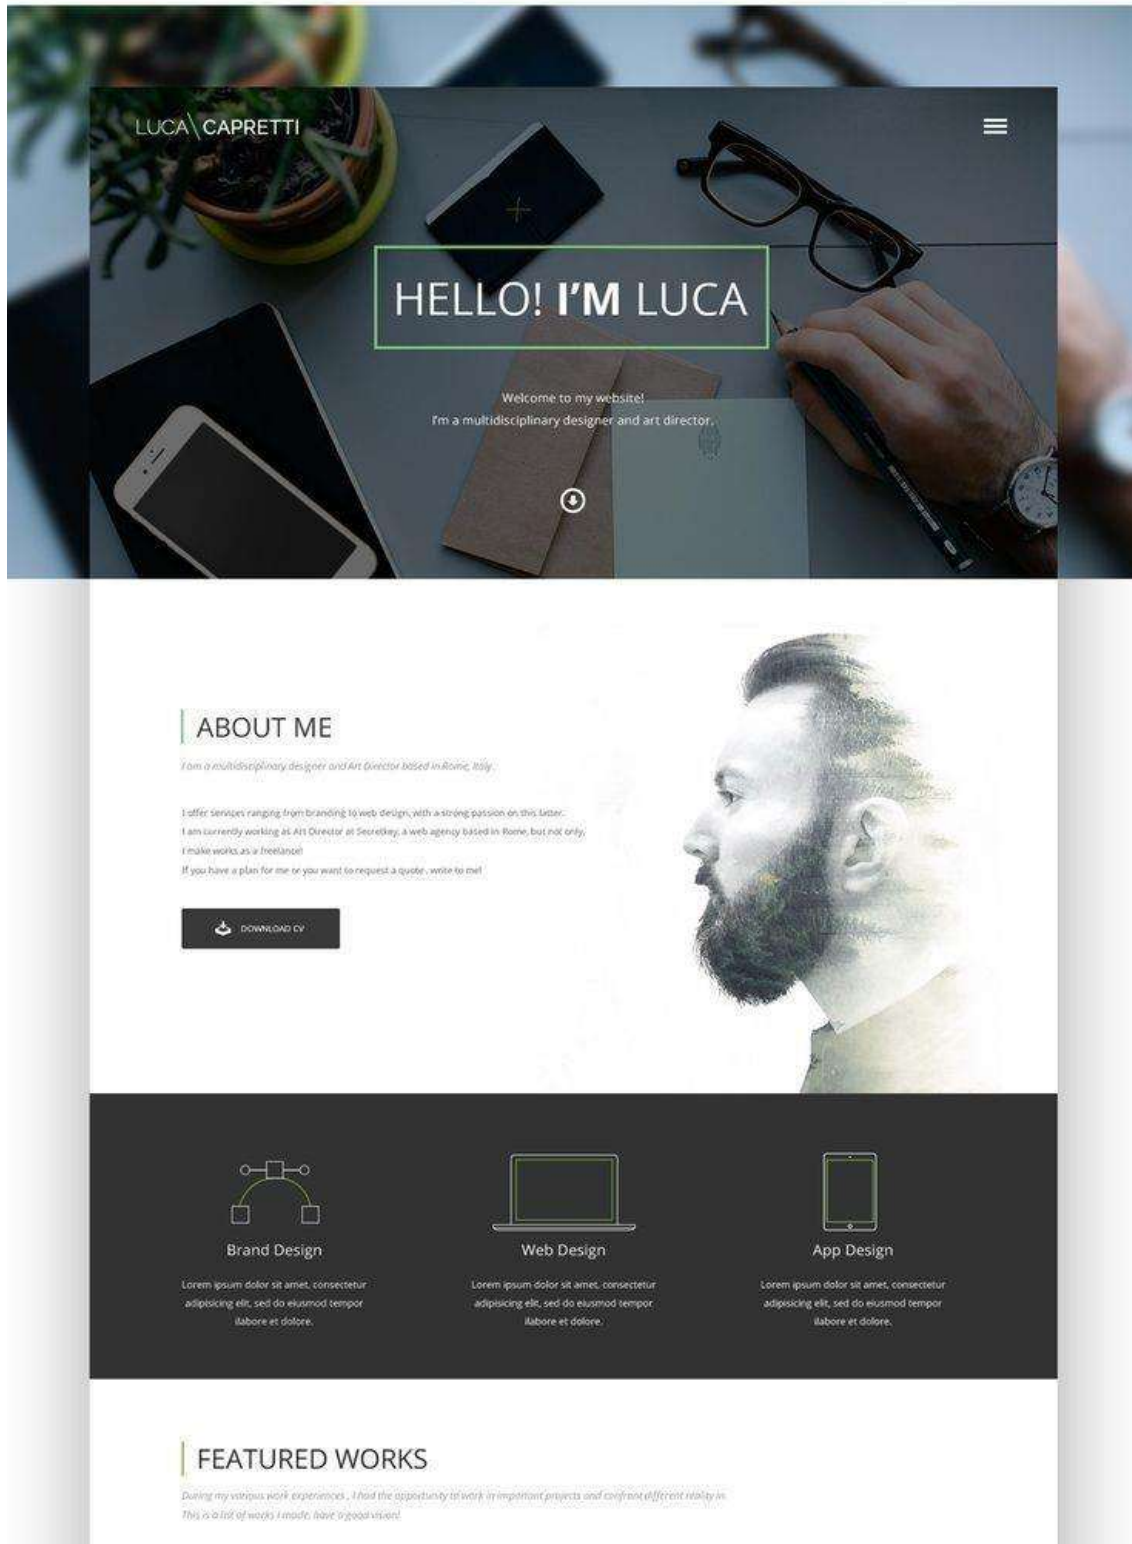 LUCA\CAPRETTI
HELLO! I'M LUCA
Welcome to my website!
I'm a multidisciplinary designer and art director.
ABOUT ME
I am a multidisciplinary designer and Art Director based in Rome, Italy.
I offer services ranging from branding to web design, with a strong passion on this latter.
I am currently working as Art Director at Secretkey, a web agency based in Rome, but not only,
I make works as a freelance!
If you have a plan for me or you want to request a quote , write to me!
DOWNLOAD CV
Brand Design
Web Design
App Design
Lorem ipsum dolor sit amet, consectetur
adipisicing elit, sed do eiusmod tempor
ilabore et dolore.
Lorem ipsum dolor sit amet, consectetur
adipisicing elit, sed do eiusmod tempor
ilabore et dolore.
Lorem ipsum dolor sit amet, consectetur
adipisicing elit, sed do eiusmod tempor
ilabore et dolore.
FEATURED WORKS
During my various work experiences , I had the opportunity to work in important projects and confront different reality in.
This is a list of works I made, have a good vision!